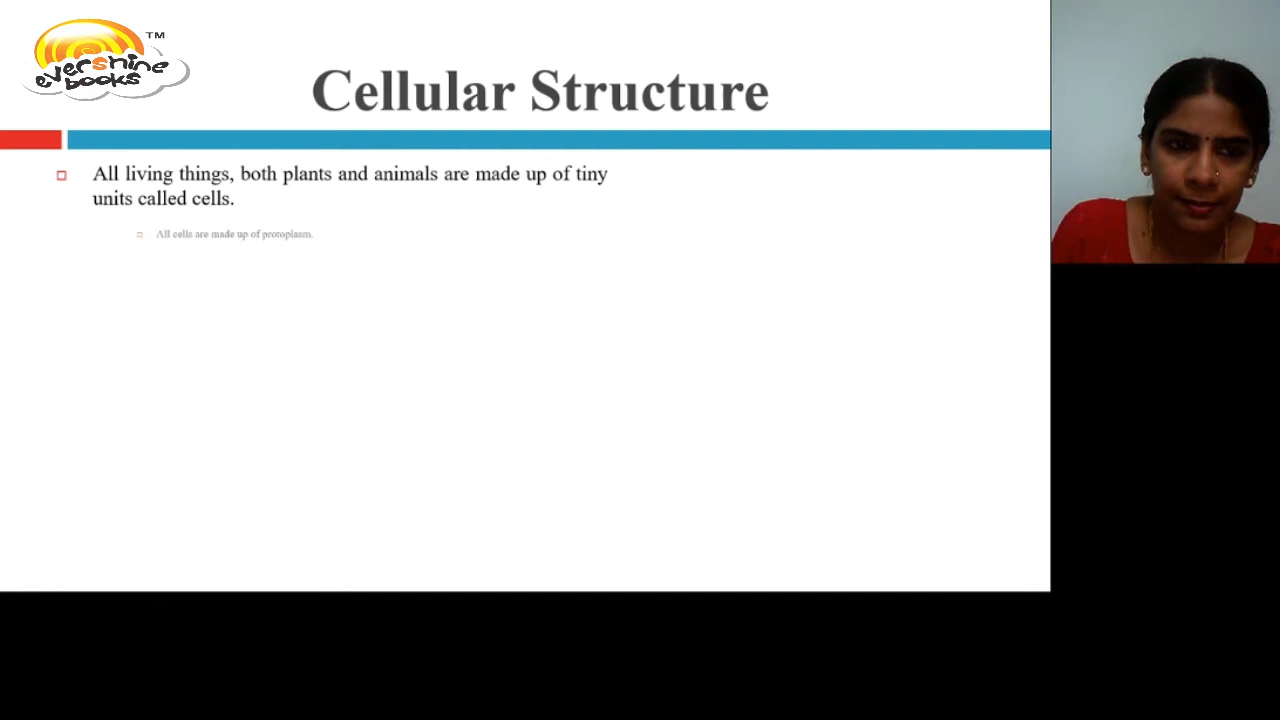 evershine
books
TM
Cellular Structure
All living things, both plants and animals are made up of tiny
units called cells.
All cells are made up of protoplasm.